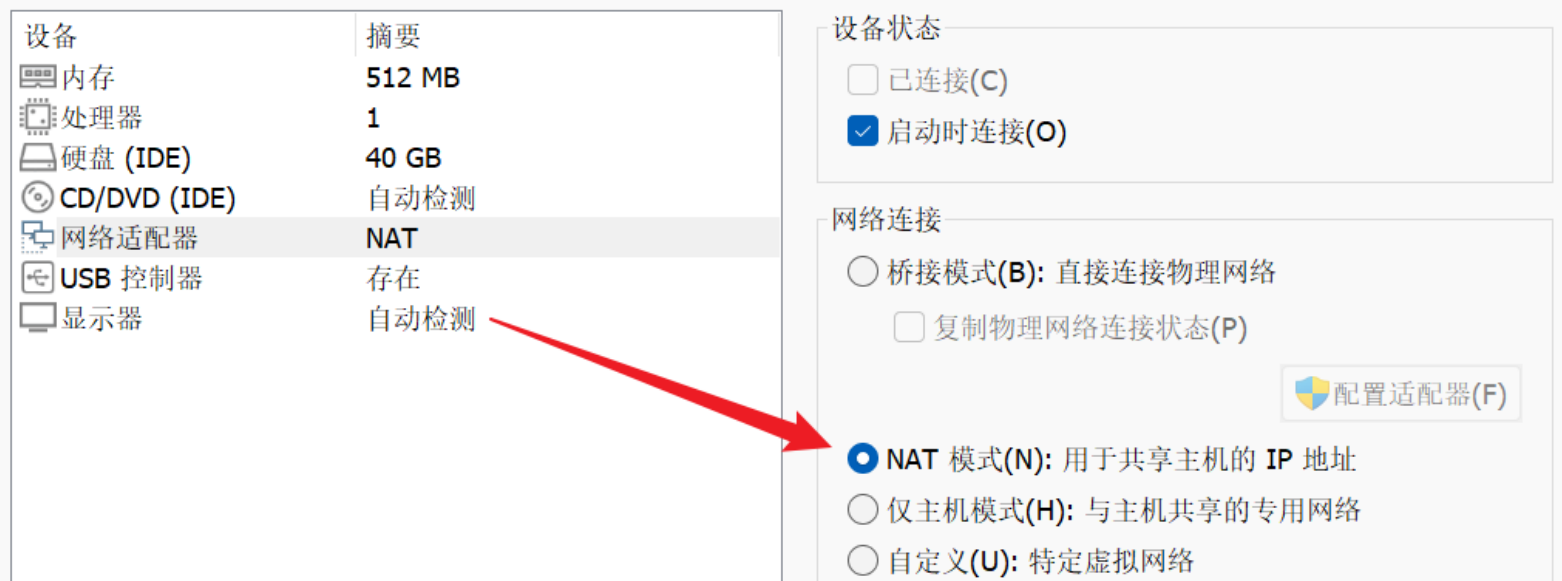 设备 摘要
内存 512 MB
处理器 1
硬盘 (IDE) 40 GB
CD/DVD (IDE) 自动检测
网络适配器 NAT
USB 控制器 存在
显示器 自动检测
设备状态
已连接(C)
启动时连接(O)
网络连接
桥接模式(B): 直接连接物理网络
复制物理网络连接状态(P)
配置适配器(F)
NAT 模式(N): 用于共享主机的 IP 地址
仅主机模式(H): 与主机共享的专用网络
自定义(U): 特定虚拟网络